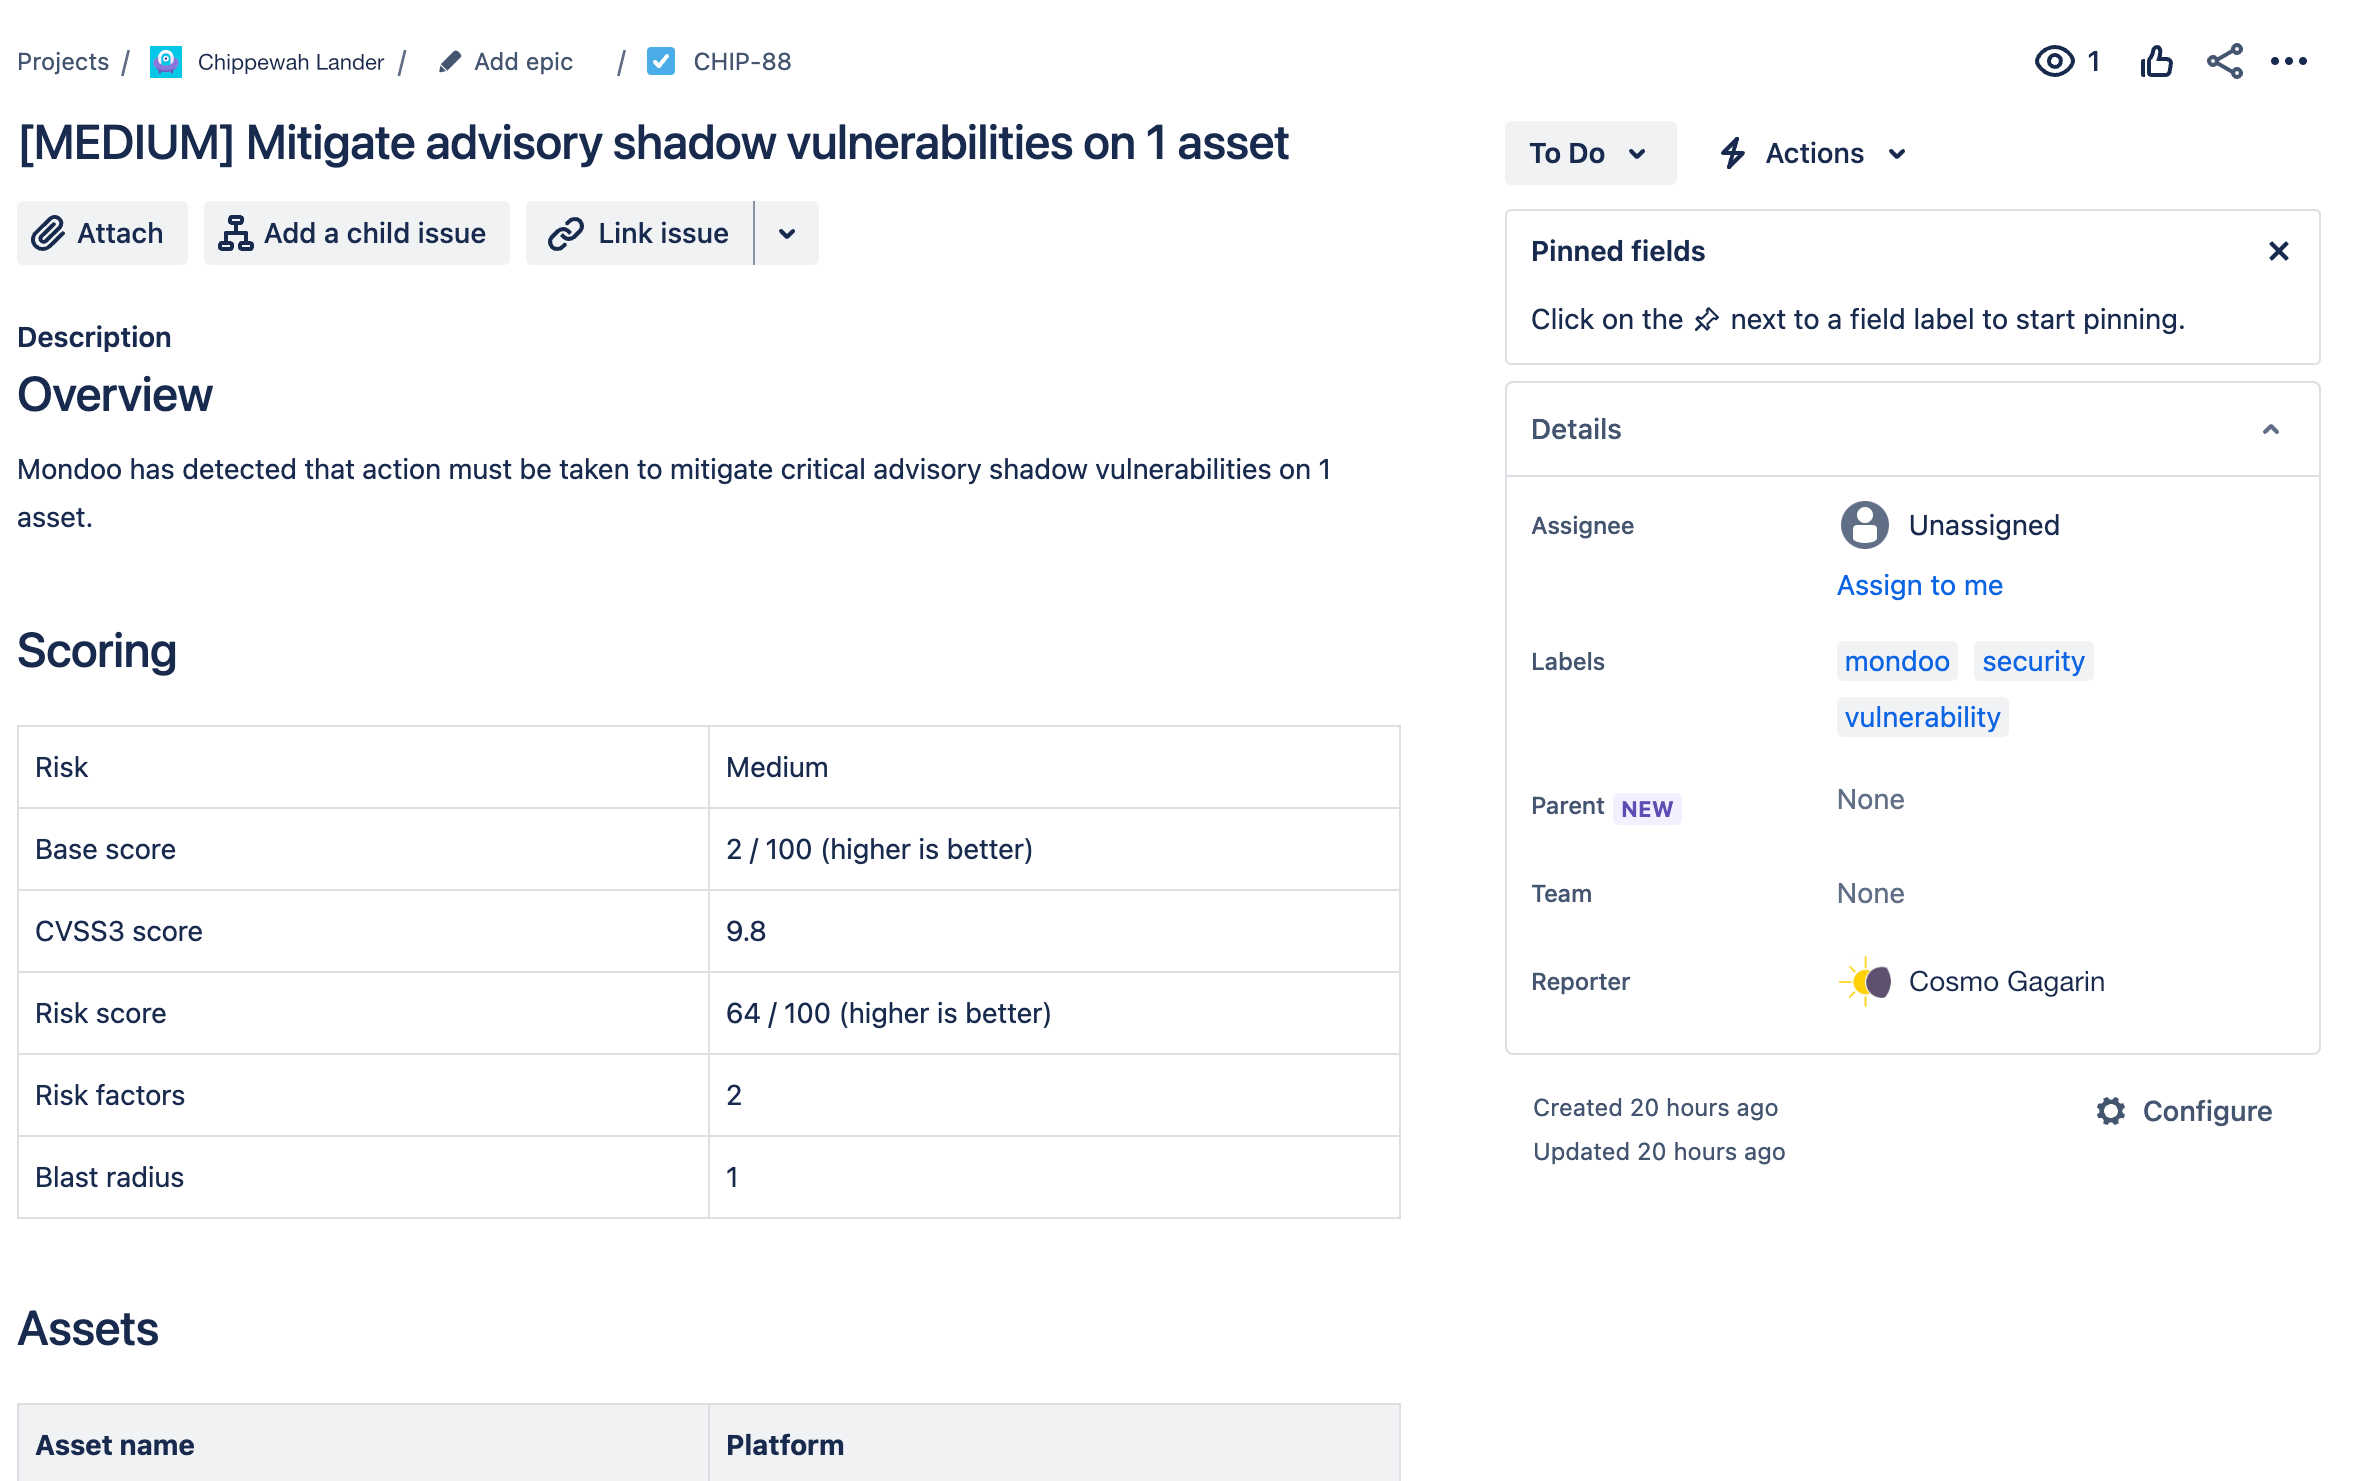 Projects / Chippewah Lander / Add epic / CHIP-88
1
[MEDIUM] Mitigate advisory shadow vulnerabilities on 1 asset
Attach
Add a child issue
Link issue
Description
Overview
Mondoo has detected that action must be taken to mitigate critical advisory shadow vulnerabilities on 1
asset.
Scoring
Risk Medium
Base score 2 / 100 (higher is better)
CVSS3 score 9.8
Risk score 64 / 100 (higher is better)
Risk factors 2
Blast radius 1
Assets
Asset name Platform
To Do
Actions
Pinned fields
Click on the next to a field label to start pinning.
Details
Assignee Unassigned
Assign to me
Labels mondoo security
vulnerability
Parent NEW None
Team None
Reporter Cosmo Gagarin
Created 20 hours ago
Configure
Updated 20 hours ago